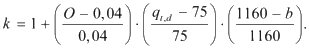 k = 1 + ((O − 0,04) / 0,04) · ((q_{t,d} − 75) / 75) · ((1160 − b) / 1160).